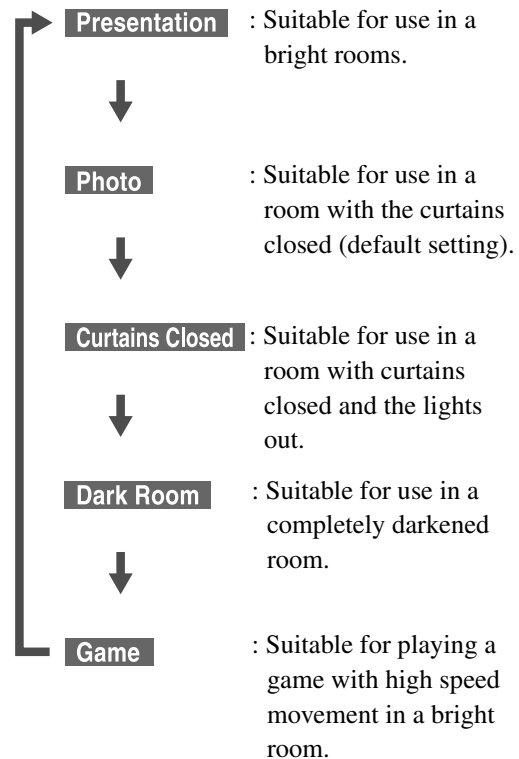 Presentation : Suitable for use in a
bright rooms.
Photo : Suitable for use in a
room with the curtains
closed (default setting).
Curtains Closed : Suitable for use in a
room with curtains
closed and the lights
out.
Dark Room : Suitable for use in a
completely darkened
room.
Game : Suitable for playing a
game with high speed
movement in a bright
room.